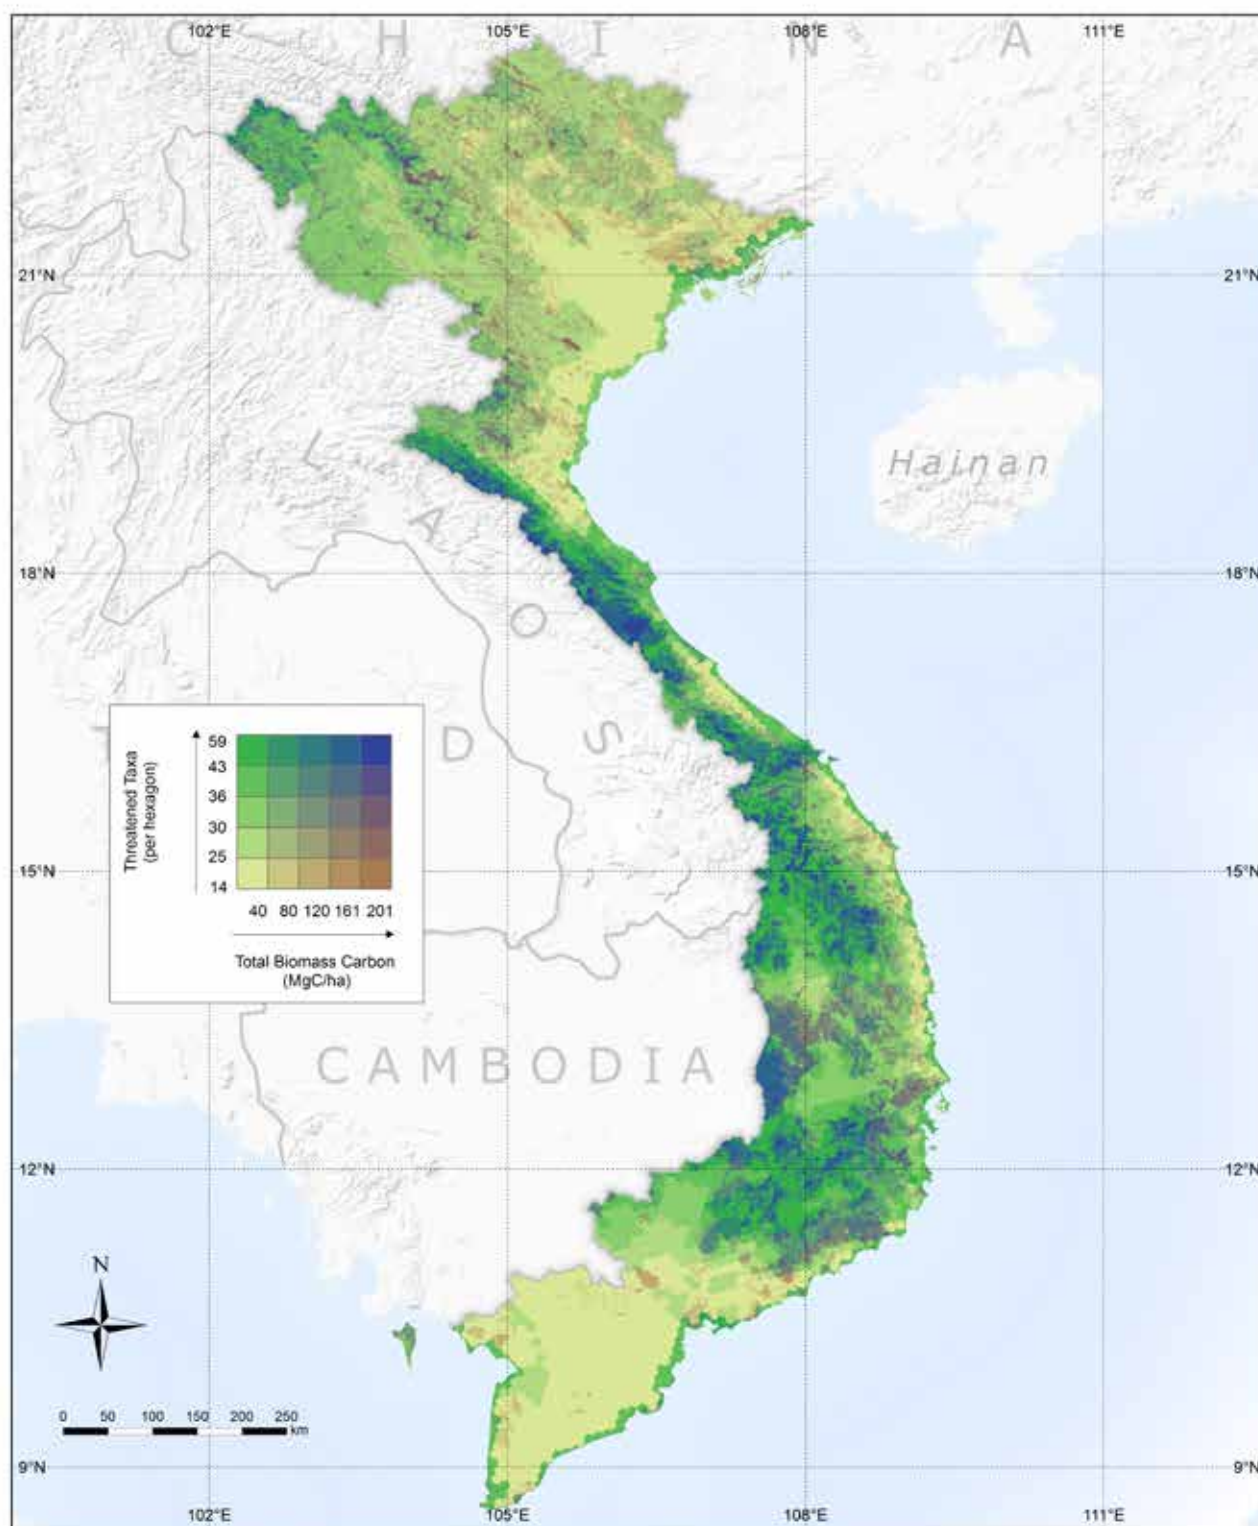 102°E 105°E 108°E 111°E
C H I N A
21°N 21°N
Hainan
L A O S
18°N 18°N
D
Threatened Taxa
(per hexagon)
59
43
36
30
25
14
40 80 120 161 201
Total Biomass Carbon
(MgC/ha)
15°N 15°N
CAMBODIA
12°N 12°N
N
0 50 100 150 200 250
km
9°N 9°N
102°E 105°E 108°E 111°E